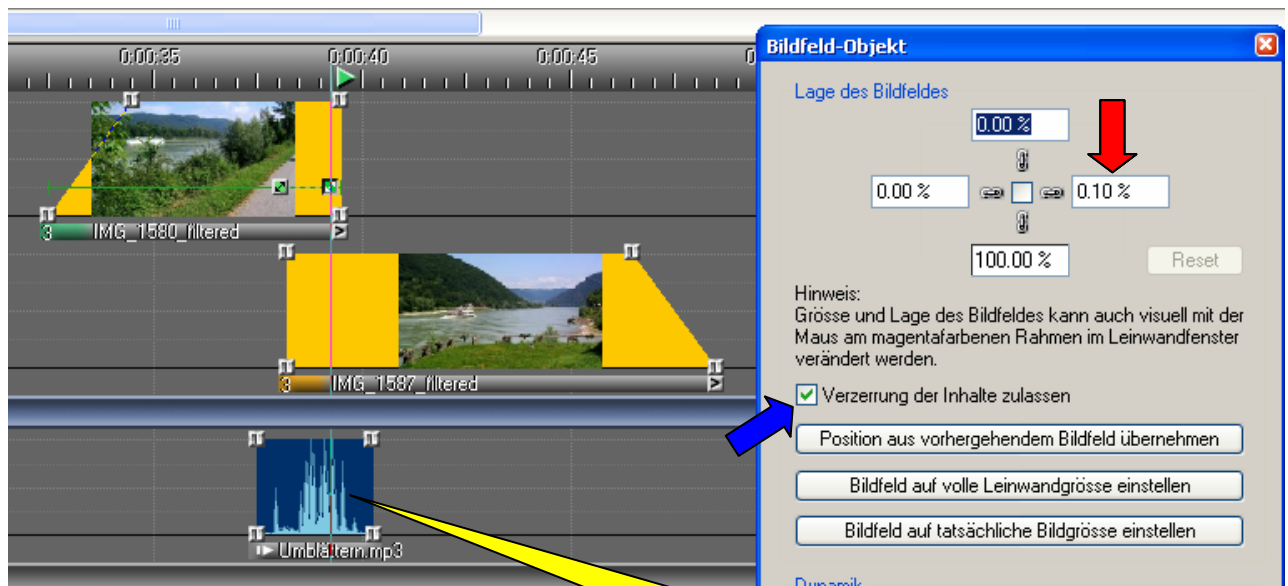 0:00:35 0:00:40 0:00:45 0
3 IMG_1580_filtered >
3 IMG_1587_filtered >
Umblättern.mp3
Bildfeld-Objekt
Lage des Bildfeldes
0.00 %
0.00 % 0.10 %
100.00 % Reset
Hinweis:
Grösse und Lage des Bildfeldes kann auch visuell mit der
Maus am magentafarbenen Rahmen im Leinwandfenster
verändert werden.
Verzerrung der Inhalte zulassen
Position aus vorhergehendem Bildfeld übernehmen
Bildfeld auf volle Leinwandgrösse einstellen
Bildfeld auf tatsächliche Bildgrösse einstellen
Dynamik